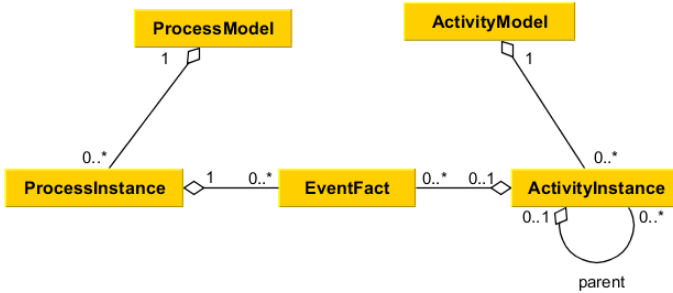 ProcessModel
ActivityModel
1
1
0..*
0..*
ProcessInstance
1
0..*
EventFact
0..*
0..1
ActivityInstance
0..1
0..*
parent